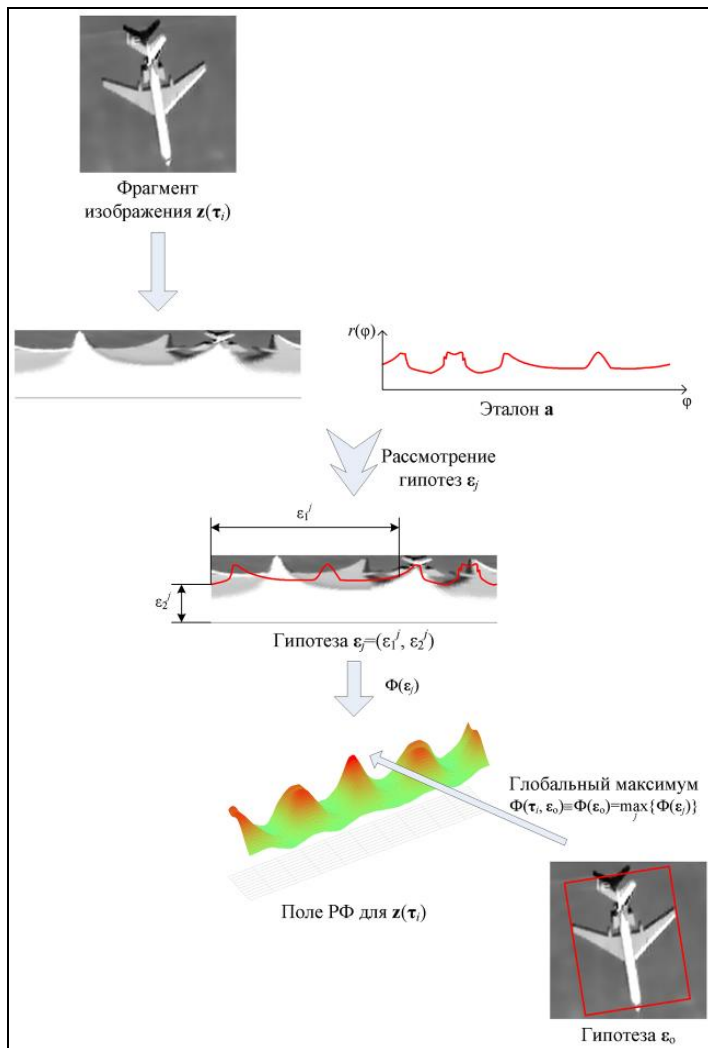 Фрагмент
изображения z(τᵢ)
r(φ)
φ
Эталон a
Рассмотрение
гипотез εⱼ
ε₁ʲ
ε₂ʲ
Гипотеза εⱼ=(ε₁ʲ, ε₂ʲ)
Φ(εⱼ)
Глобальный максимум
Φ(τᵢ, εₒ)≡Φ(εₒ)=max{Φ(εⱼ)}
j
Поле РФ для z(τᵢ)
Гипотеза εₒ